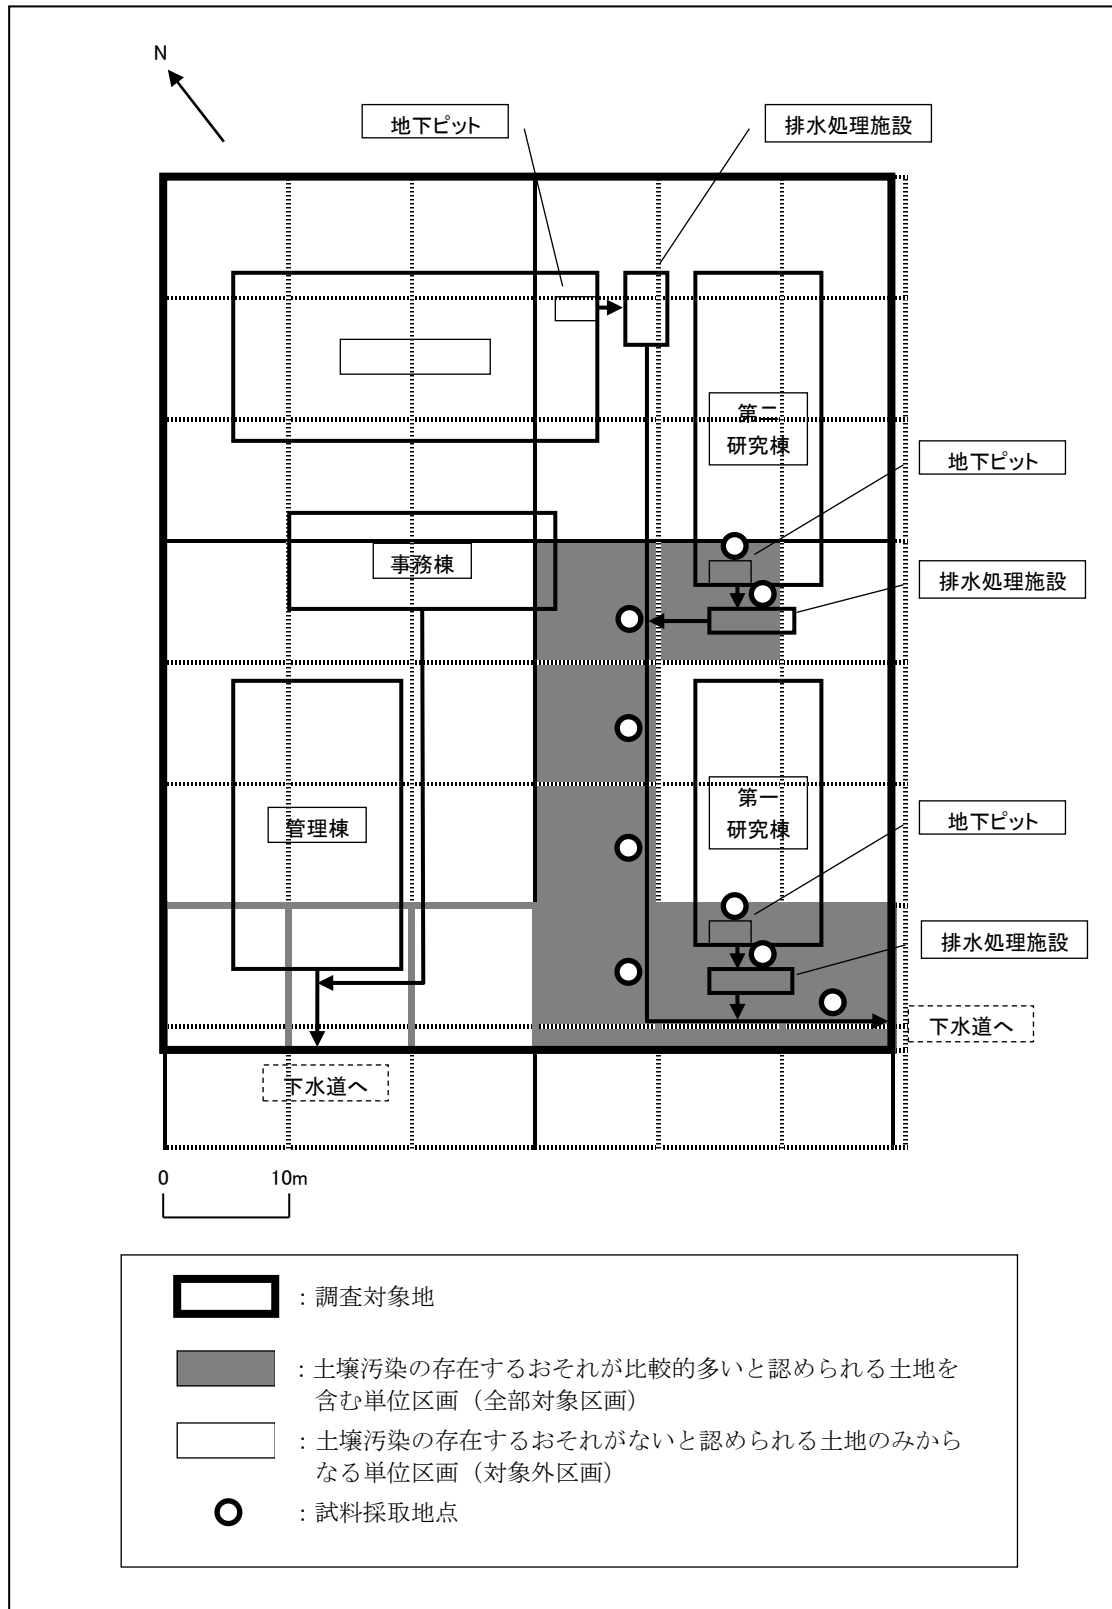 N
地下ピット
排水処理施設
第二
研究棟
地下ピット
事務棟
排水処理施設
第一
研究棟
管理棟
地下ピット
排水処理施設
下水道へ
下水道へ
0
10m
：調査対象地
：土壌汚染の存在するおそれが比較的多いと認められる土地を
含む単位区画（全部対象区画）
：土壌汚染の存在するおそれがないと認められる土地のみから
なる単位区画（対象外区画）
：試料採取地点